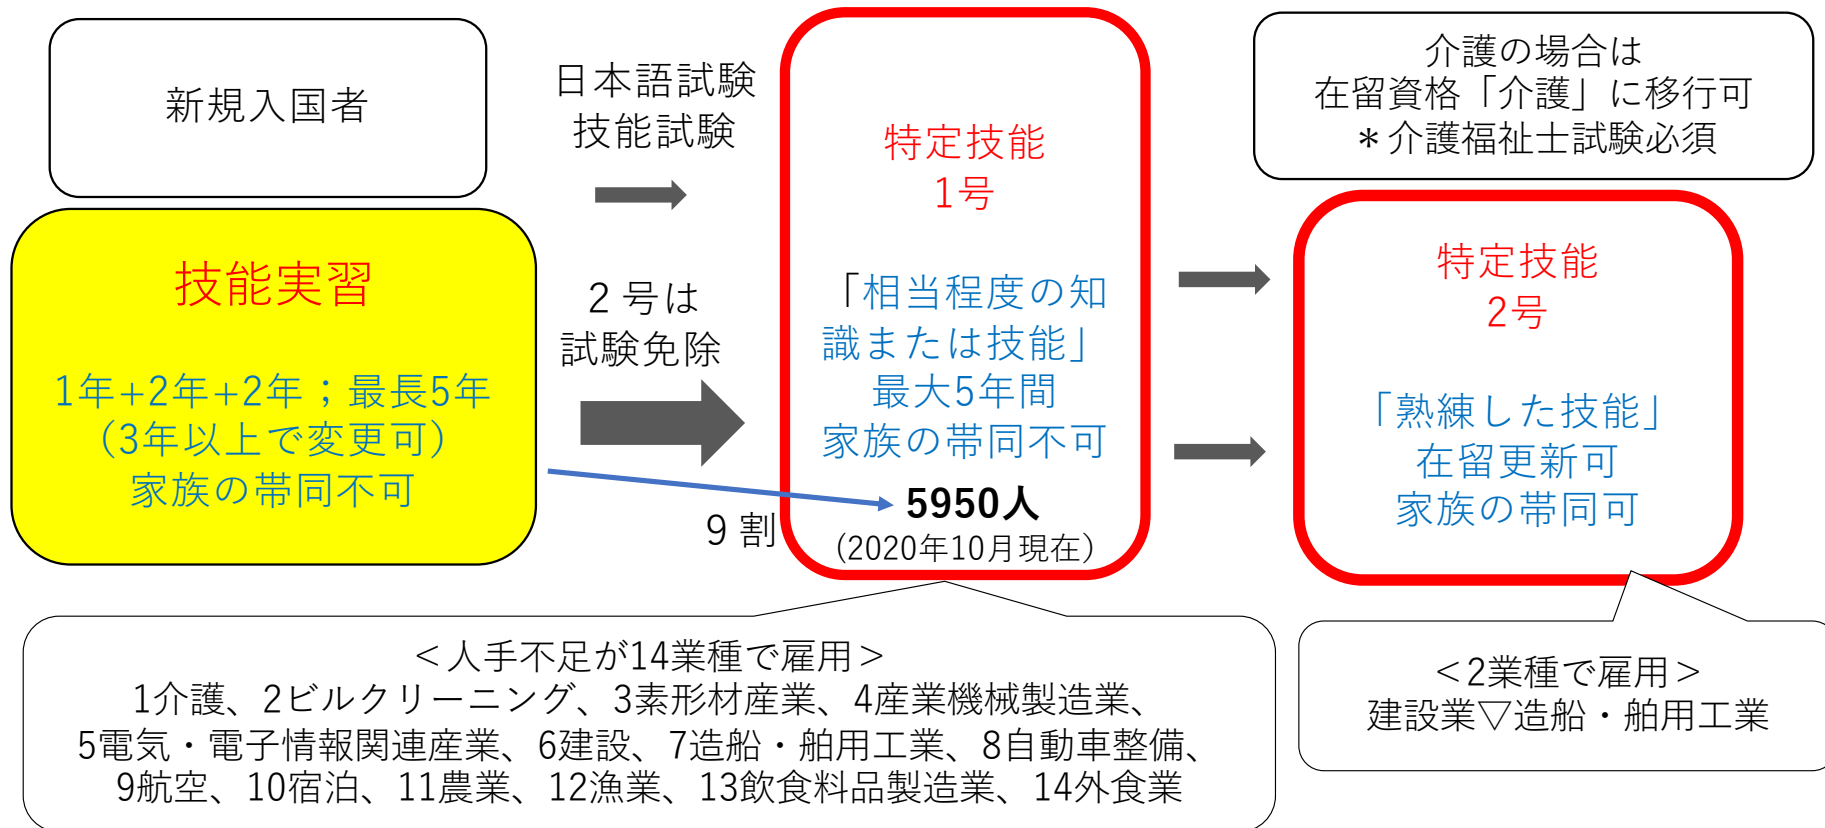 新規入国者
技能実習
1年+2年+2年；最長5年
（3年以上で変更可）
家族の帯同不可
日本語試験
技能試験
２号は
試験免除
９割
特定技能
1号
「相当程度の知
識または技能」
最大5年間
家族の帯同不可
5950人
(2020年10月現在）
介護の場合は
在留資格「介護」に移行可
＊介護福祉士試験必須
特定技能
2号
「熟練した技能」
在留更新可
家族の帯同可
＜人手不足が14業種で雇用＞
1介護、2ビルクリーニング、3素形材産業、4産業機械製造業、
5電気・電子情報関連産業、6建設、7造船・舶用工業、8自動車整備、
9航空、10宿泊、11農業、12漁業、13飲食料品製造業、14外食業
＜2業種で雇用＞
建設業▽造船・舶用工業